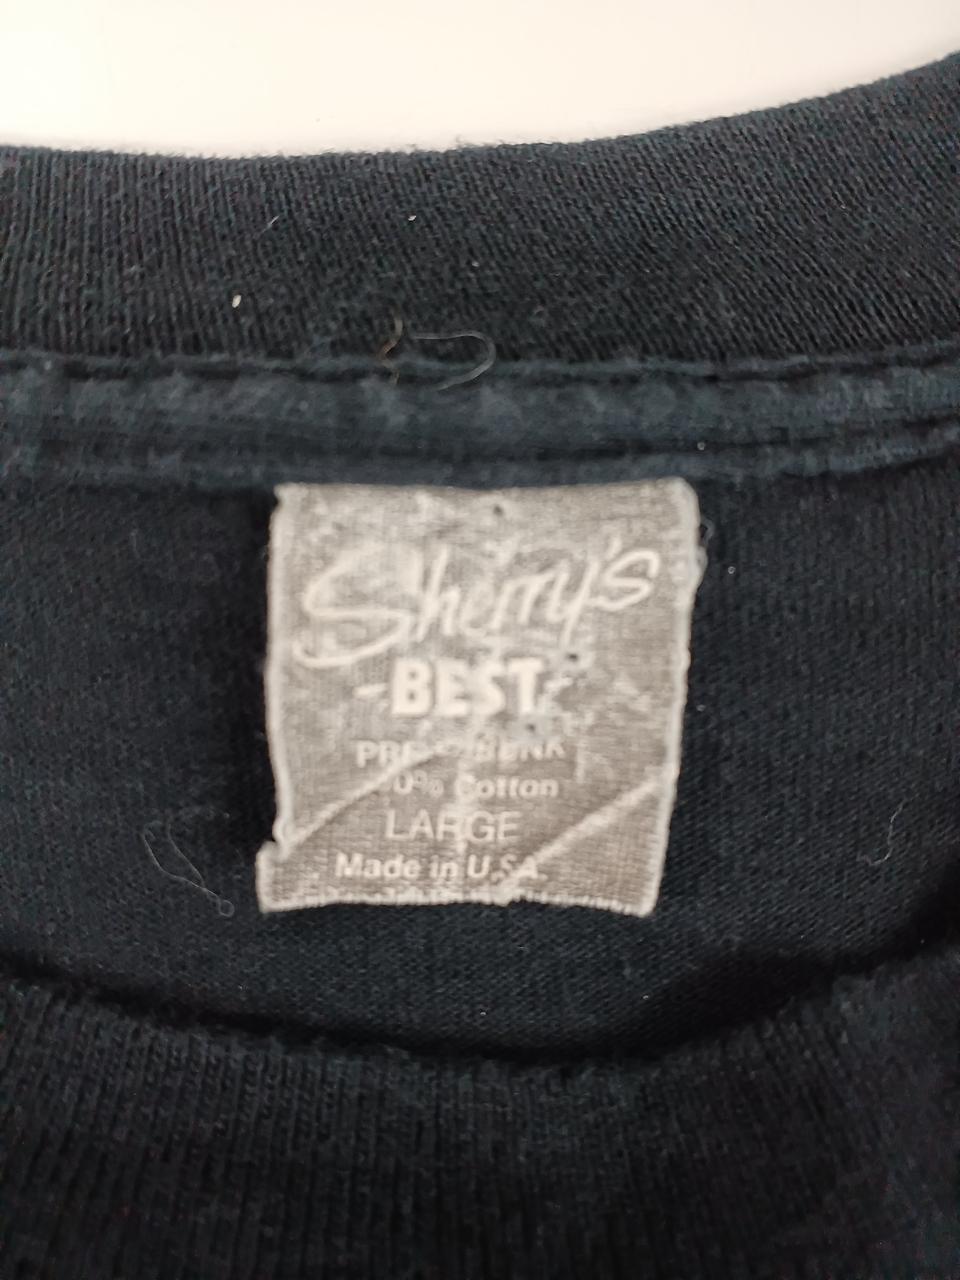 Sherry's
-BEST-
LARGE
Cotton
Made in U.S.A.